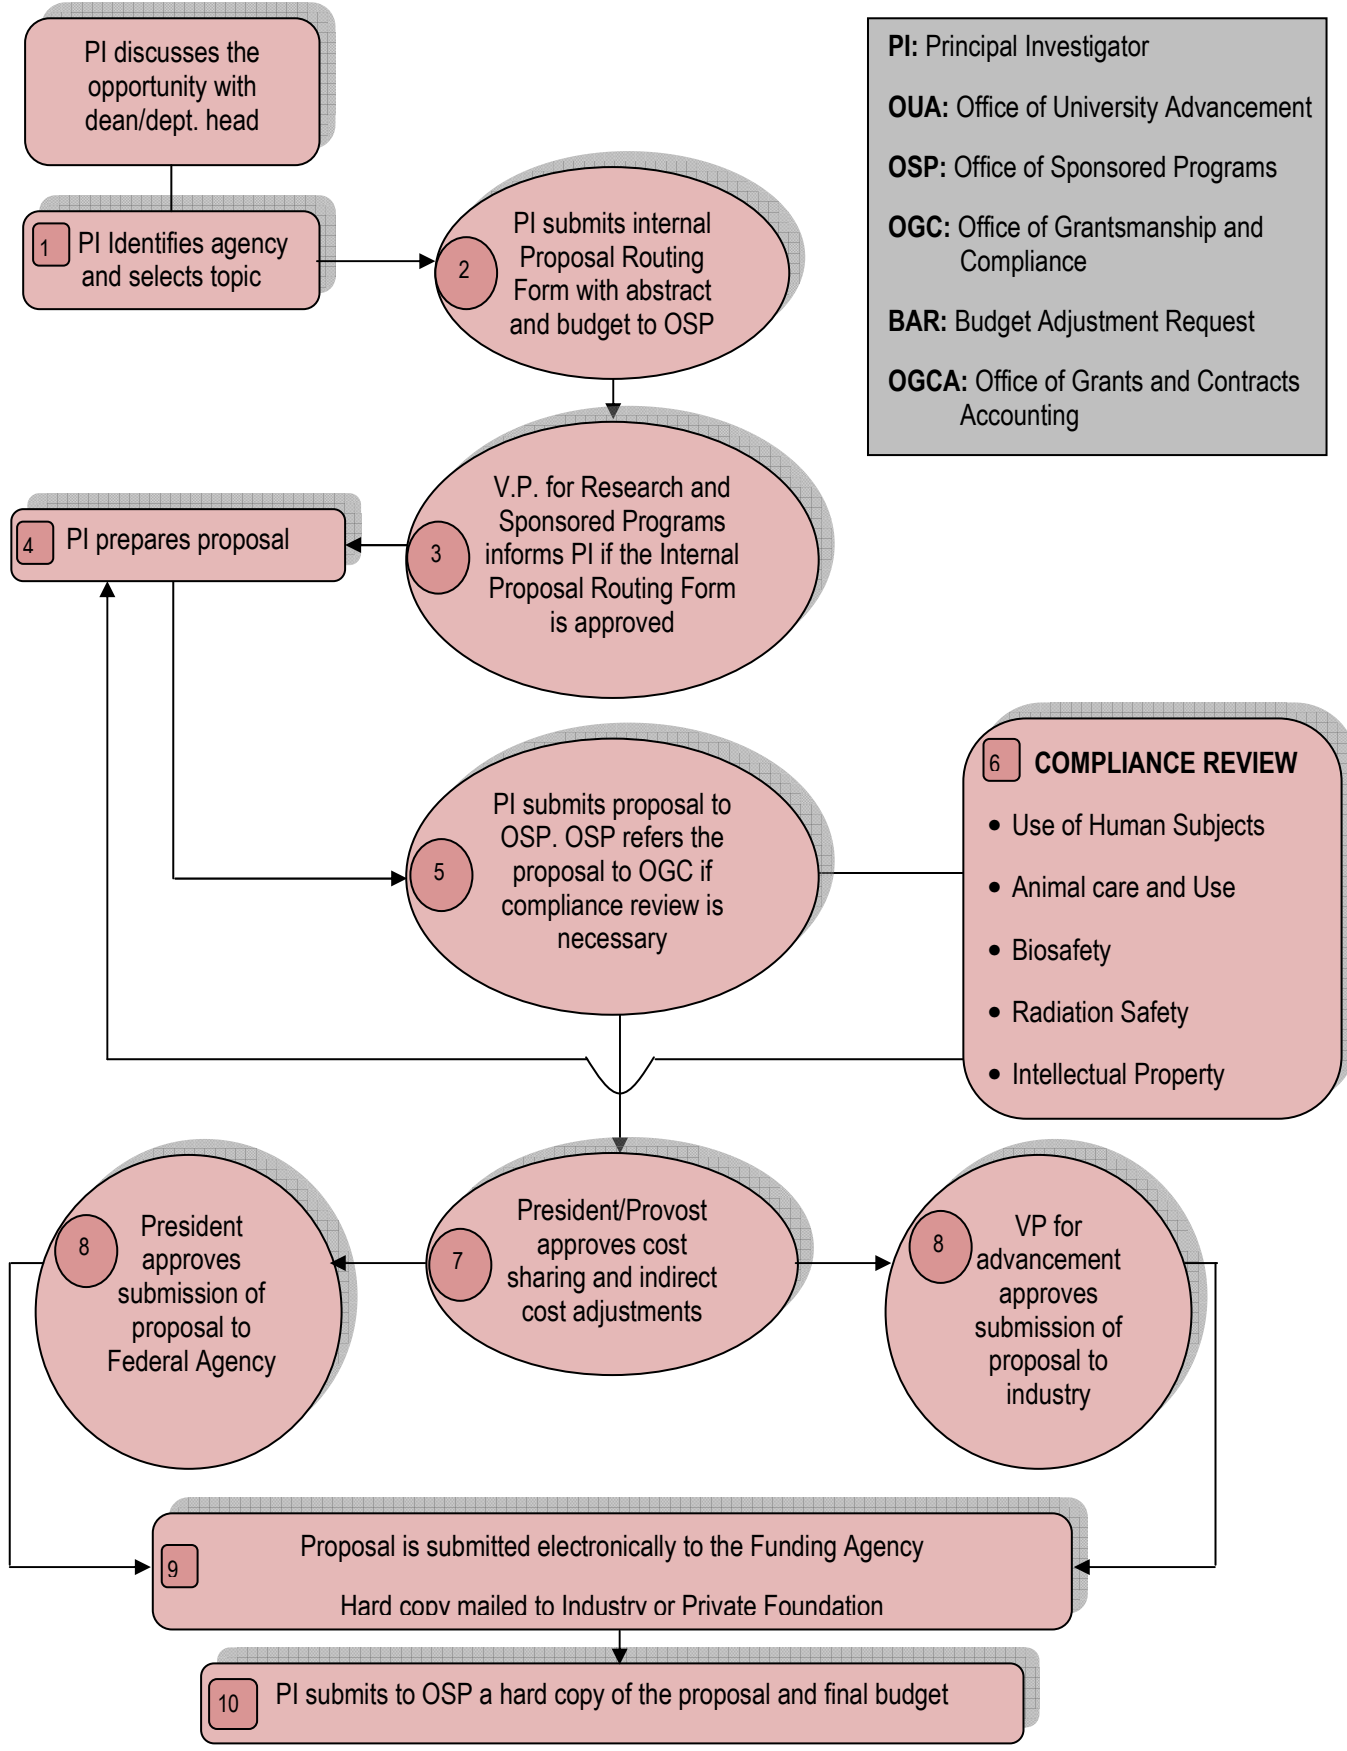 PI discusses the
opportunity with
dean/dept. head
1
PI Identifies agency
and selects topic
2
PI submits internal
Proposal Routing
Form with abstract
and budget to OSP
PI: Principal Investigator
OUA: Office of University Advancement
OSP: Office of Sponsored Programs
OGC: Office of Grantsmanship and
Compliance
BAR: Budget Adjustment Request
OGCA: Office of Grants and Contracts
Accounting
3
V.P. for Research and
Sponsored Programs
informs PI if the Internal
Proposal Routing Form
is approved
4
PI prepares proposal
5
PI submits proposal to
OSP. OSP refers the
proposal to OGC if
compliance review is
necessary
6 COMPLIANCE REVIEW
• Use of Human Subjects
• Animal care and Use
• Biosafety
• Radiation Safety
• Intellectual Property
7
President/Provost
approves cost
sharing and indirect
cost adjustments
8
President
approves
submission of
proposal to
Federal Agency
8
VP for
advancement
approves
submission of
proposal to
industry
9
Proposal is submitted electronically to the Funding Agency
Hard copy mailed to Industry or Private Foundation
10
PI submits to OSP a hard copy of the proposal and final budget